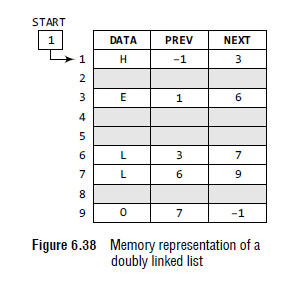 START
1
DATA PREV NEXT
1 H -1 3
2
3 E 1 6
4
5
6 L 3 7
7 L 6 9
8
9 O 7 -1
Figure 6.38 Memory representation of a
doubly linked list